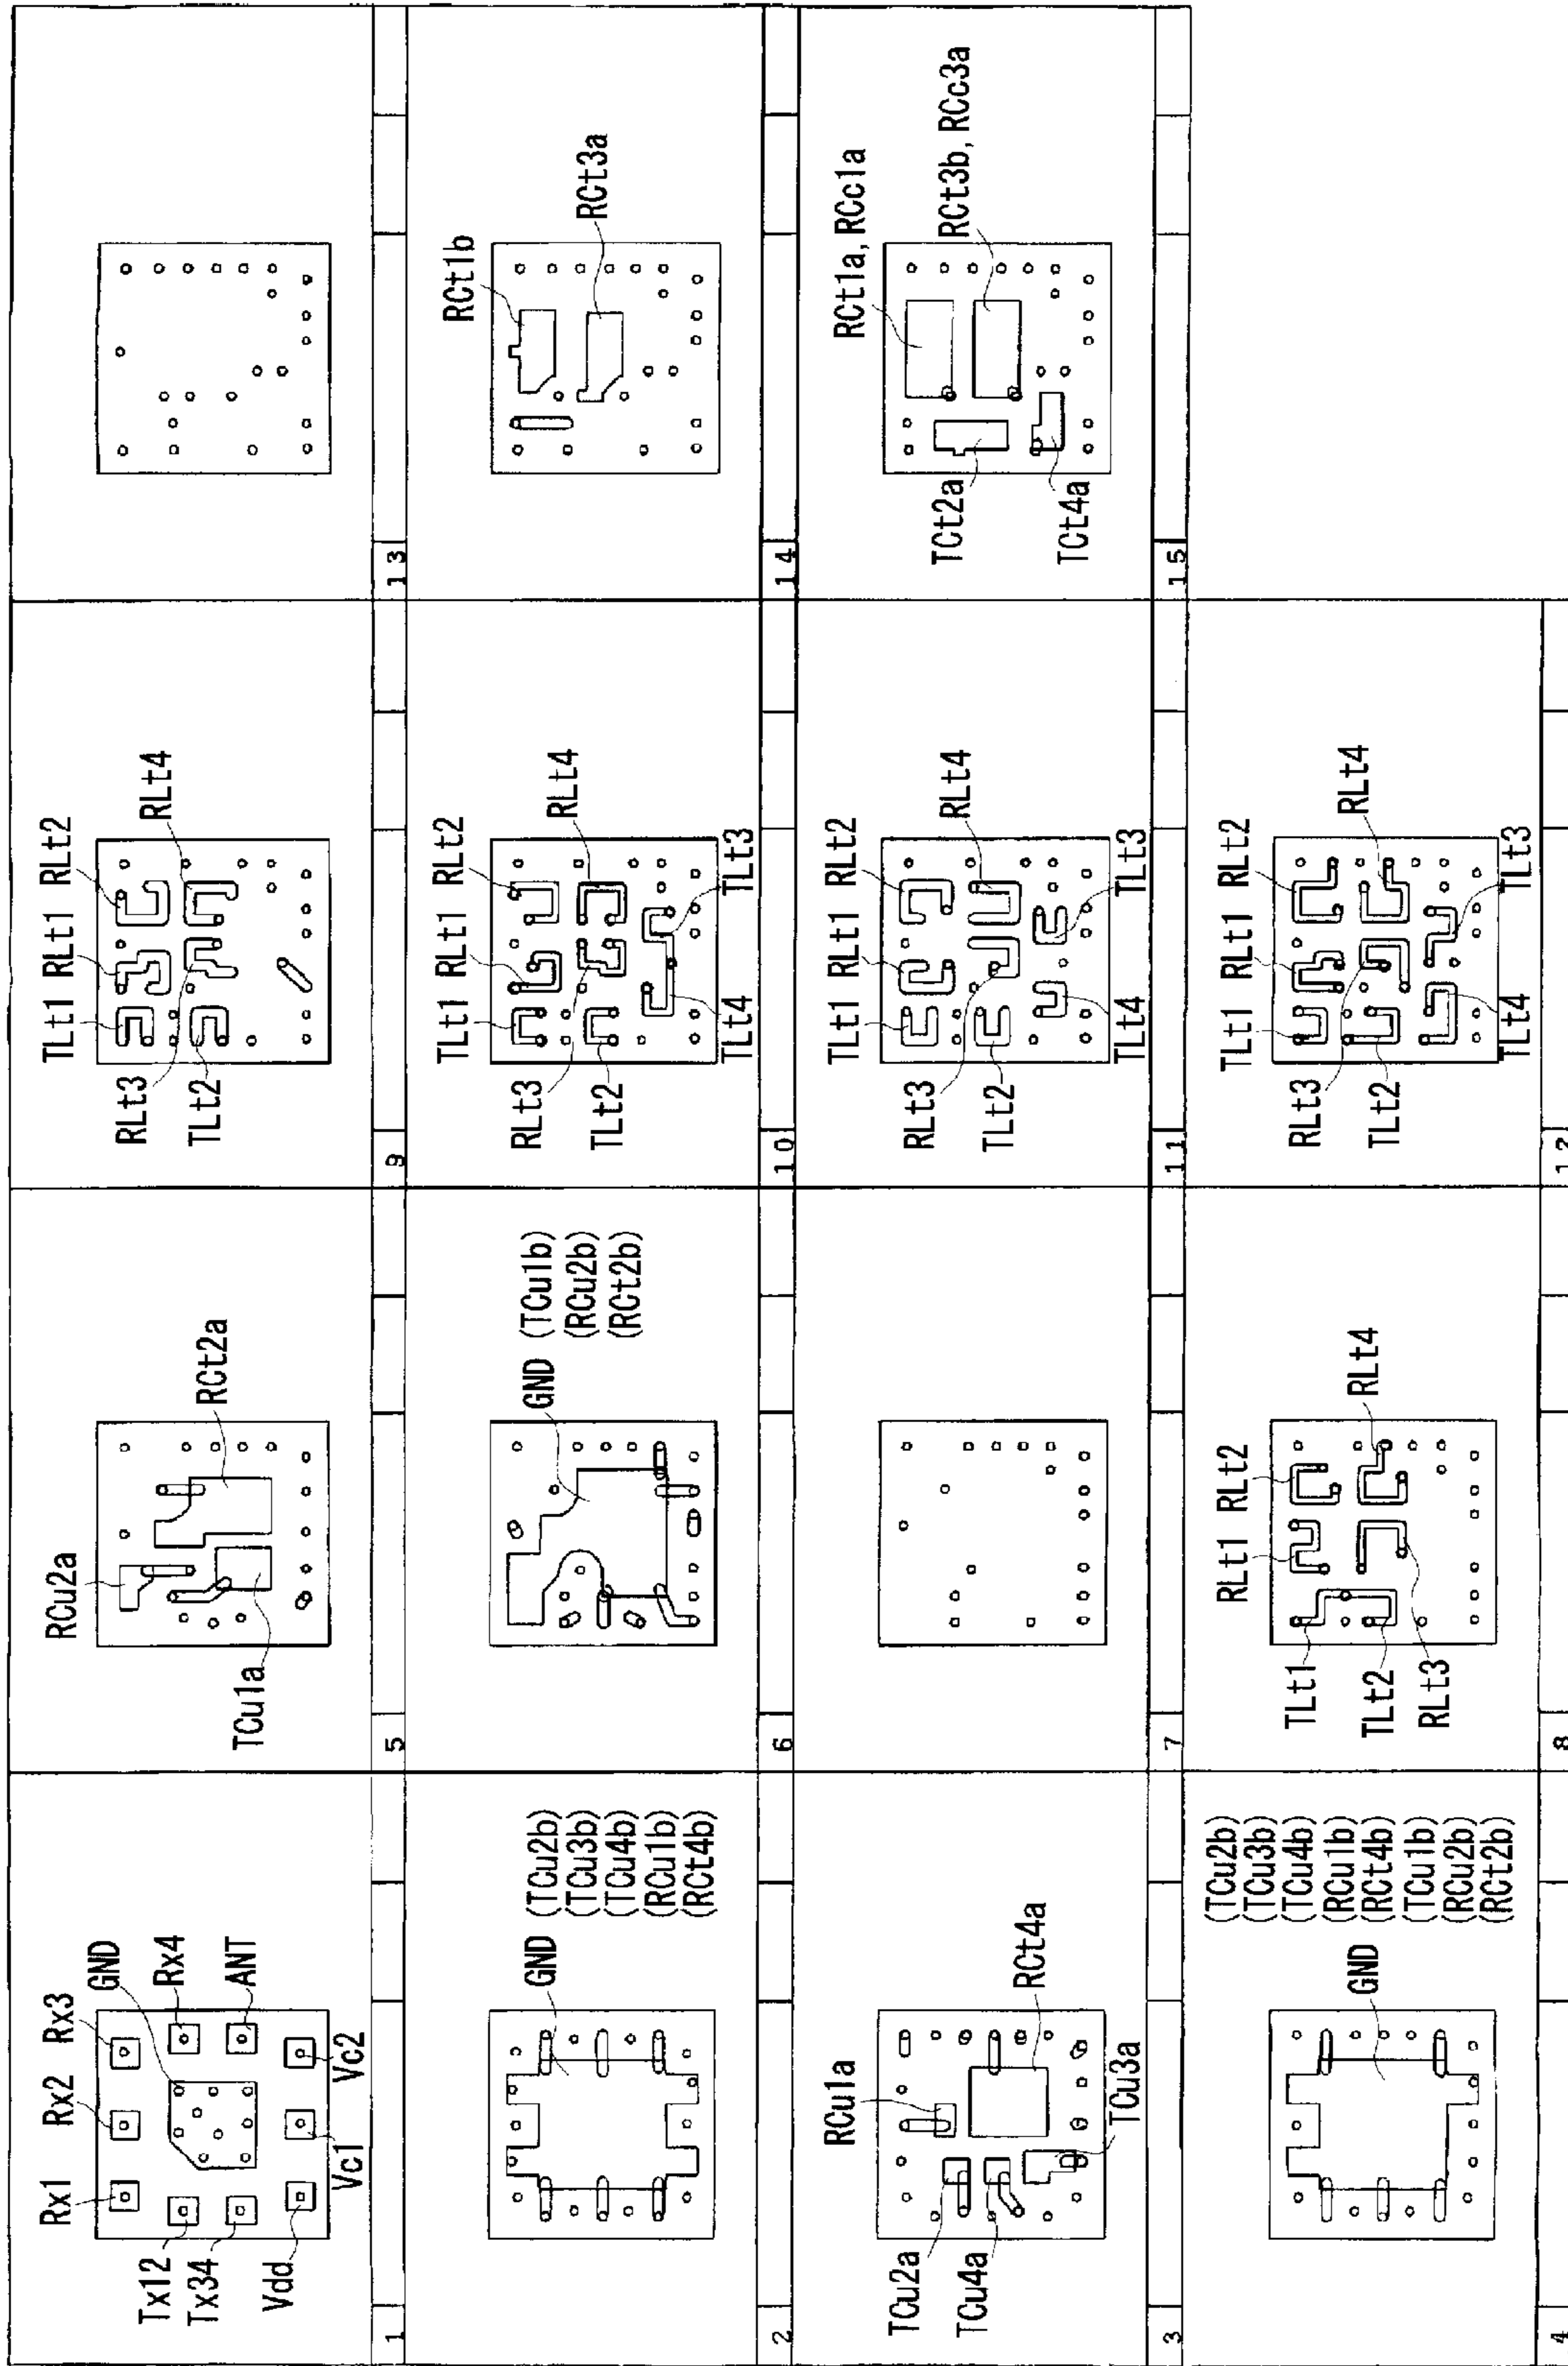 Rx1
Rx2
Rx3
GND
Rx4
ANT
Tx12
Tx34
Vdd
Vc1
Vc2
1
GND
(TCu2b)
(TCu3b)
(TCu4b)
(RCu1b)
(RCt4b)
2
RCu1a
TCu2a
TCu4a
RCt4a
TCu3a
3
GND
(TCu2b)
(TCu3b)
(TCu4b)
(RCu1b)
(RCt4b)
(TCu1b)
(RCu2b)
(RCt2b)
4
RCu2a
TCu1a
RCt2a
5
GND
(TCu1b)
(RCu2b)
(RCt2b)
6
7
RLt1 RLt2
TLt1
TLt2
RLt3
RLt4
8
TLt1 RLt1 RLt2
RLt3
TLt2
RLt4
9
TLt1 RLt1 RLt2
RLt3
TLt2
RLt4
TLt4
TLt3
10
TLt1 RLt1 RLt2
RLt3
TLt2
RLt4
TLt4
TLt3
11
TLt1 RLt1 RLt2
RLt3
TLt2
RLt4
TLt4
TLt3
12
13
RCt1b
RCt3a
14
RCt1a, RCc1a
RCt3b, RCc3a
TCt2a
TCt4a
15